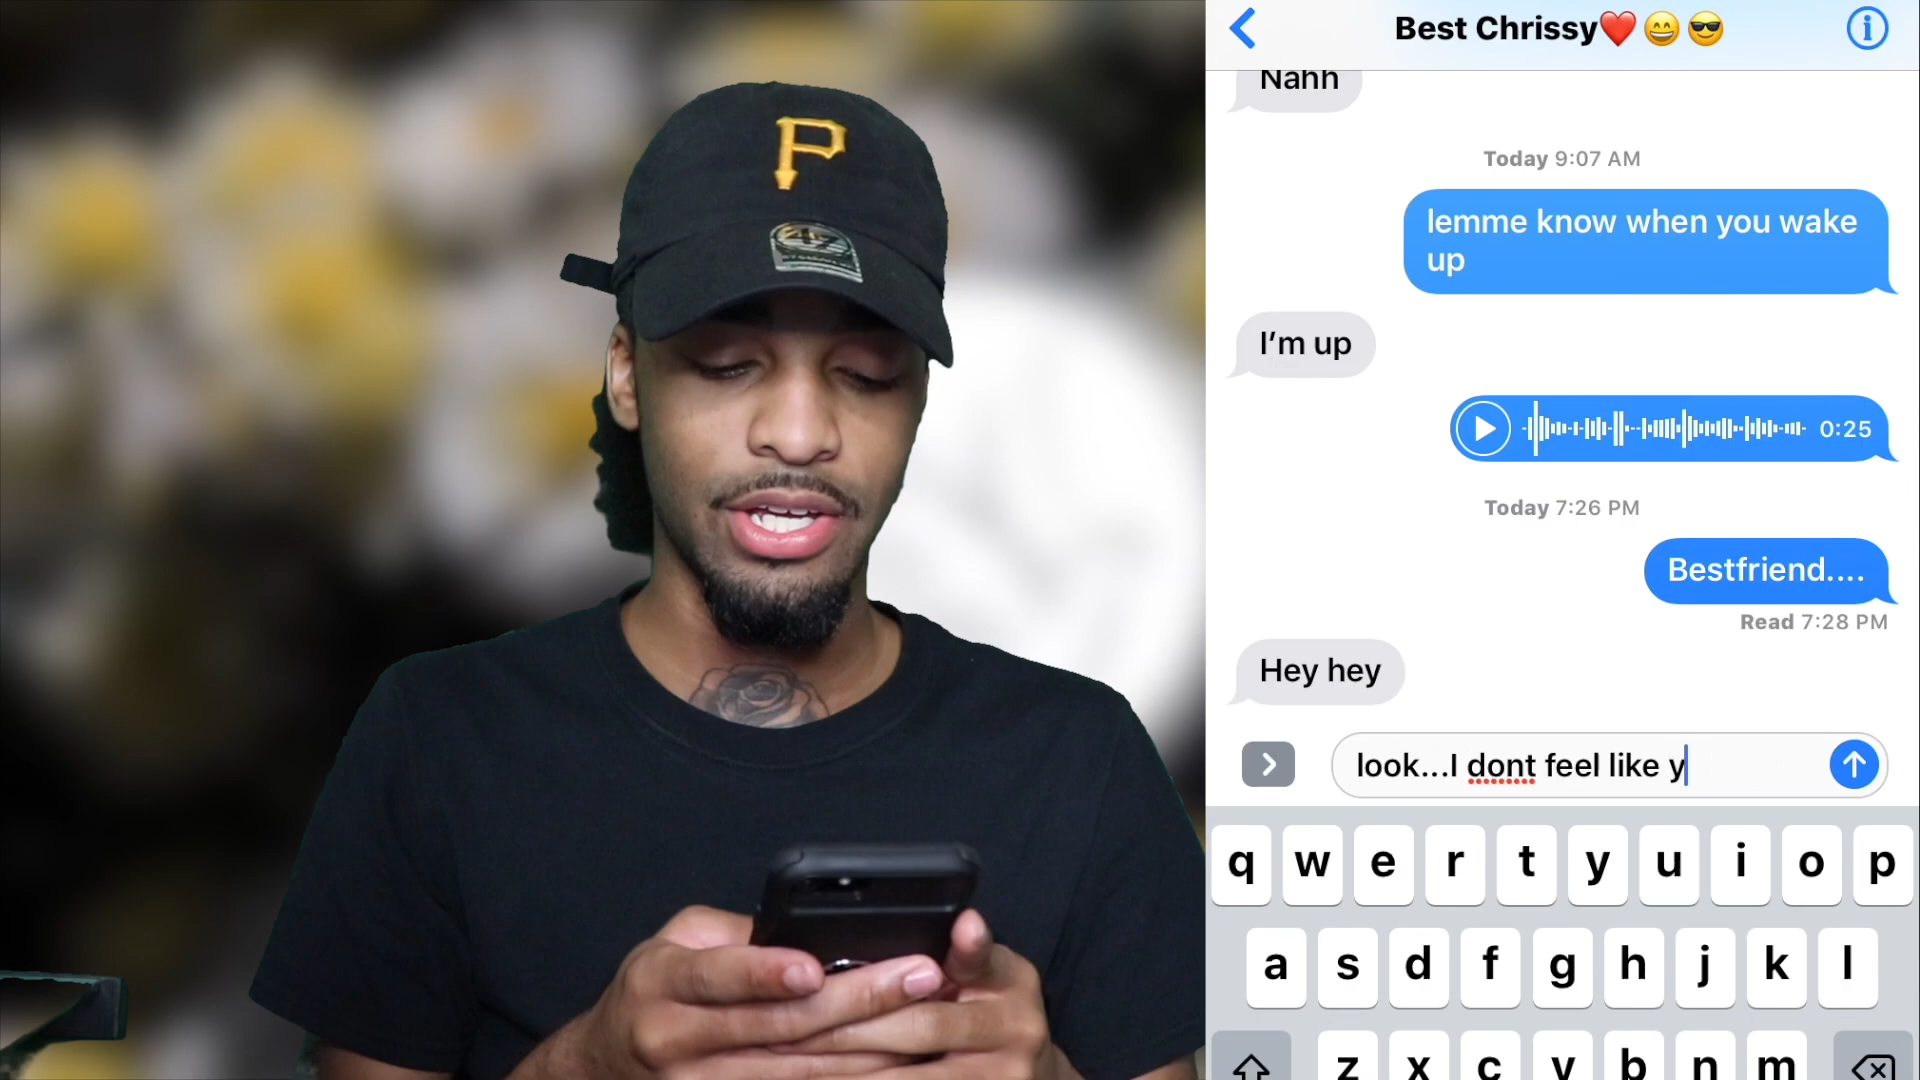 P
47
Best Chrissy❤️😄😎
Nahh
Today 9:07 AM
lemme know when you wake
up
I’m up
0:25
Today 7:26 PM
Bestfriend....
Read 7:28 PM
Hey hey
look...I dont feel like y
q w e r t y u i o p
a s d f g h j k l
z x c v b n m